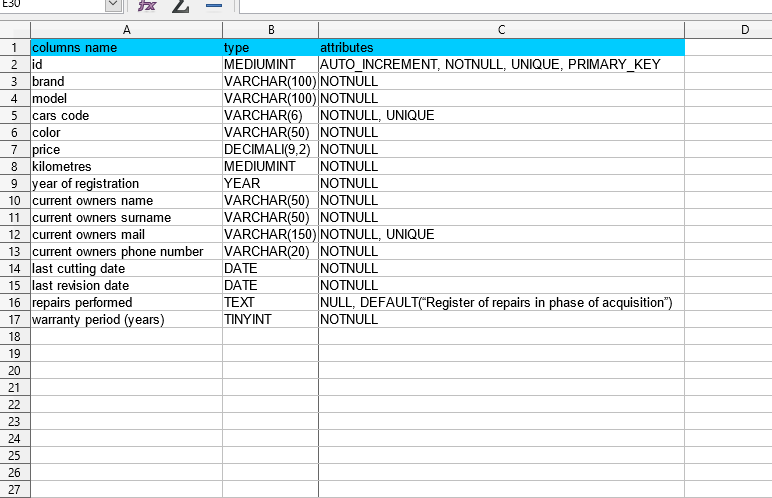 E30
A B C D
1 columns name type attributes
2 id MEDIUMINT AUTO_INCREMENT, NOTNULL, UNIQUE, PRIMARY_KEY
3 brand VARCHAR(100) NOTNULL
4 model VARCHAR(100) NOTNULL
5 cars code VARCHAR(6) NOTNULL, UNIQUE
6 color VARCHAR(50) NOTNULL
7 price DECIMALI(9,2) NOTNULL
8 kilometres MEDIUMINT NOTNULL
9 year of registration YEAR NOTNULL
10 current owners name VARCHAR(50) NOTNULL
11 current owners surname VARCHAR(50) NOTNULL
12 current owners mail VARCHAR(150) NOTNULL, UNIQUE
13 current owners phone number VARCHAR(20) NOTNULL
14 last cutting date DATE NOTNULL
15 last revision date DATE NOTNULL
16 repairs performed TEXT NULL, DEFAULT(“Register of repairs in phase of acquisition”)
17 warranty period (years) TINYINT NOTNULL
18
19
20
21
22
23
24
25
26
27